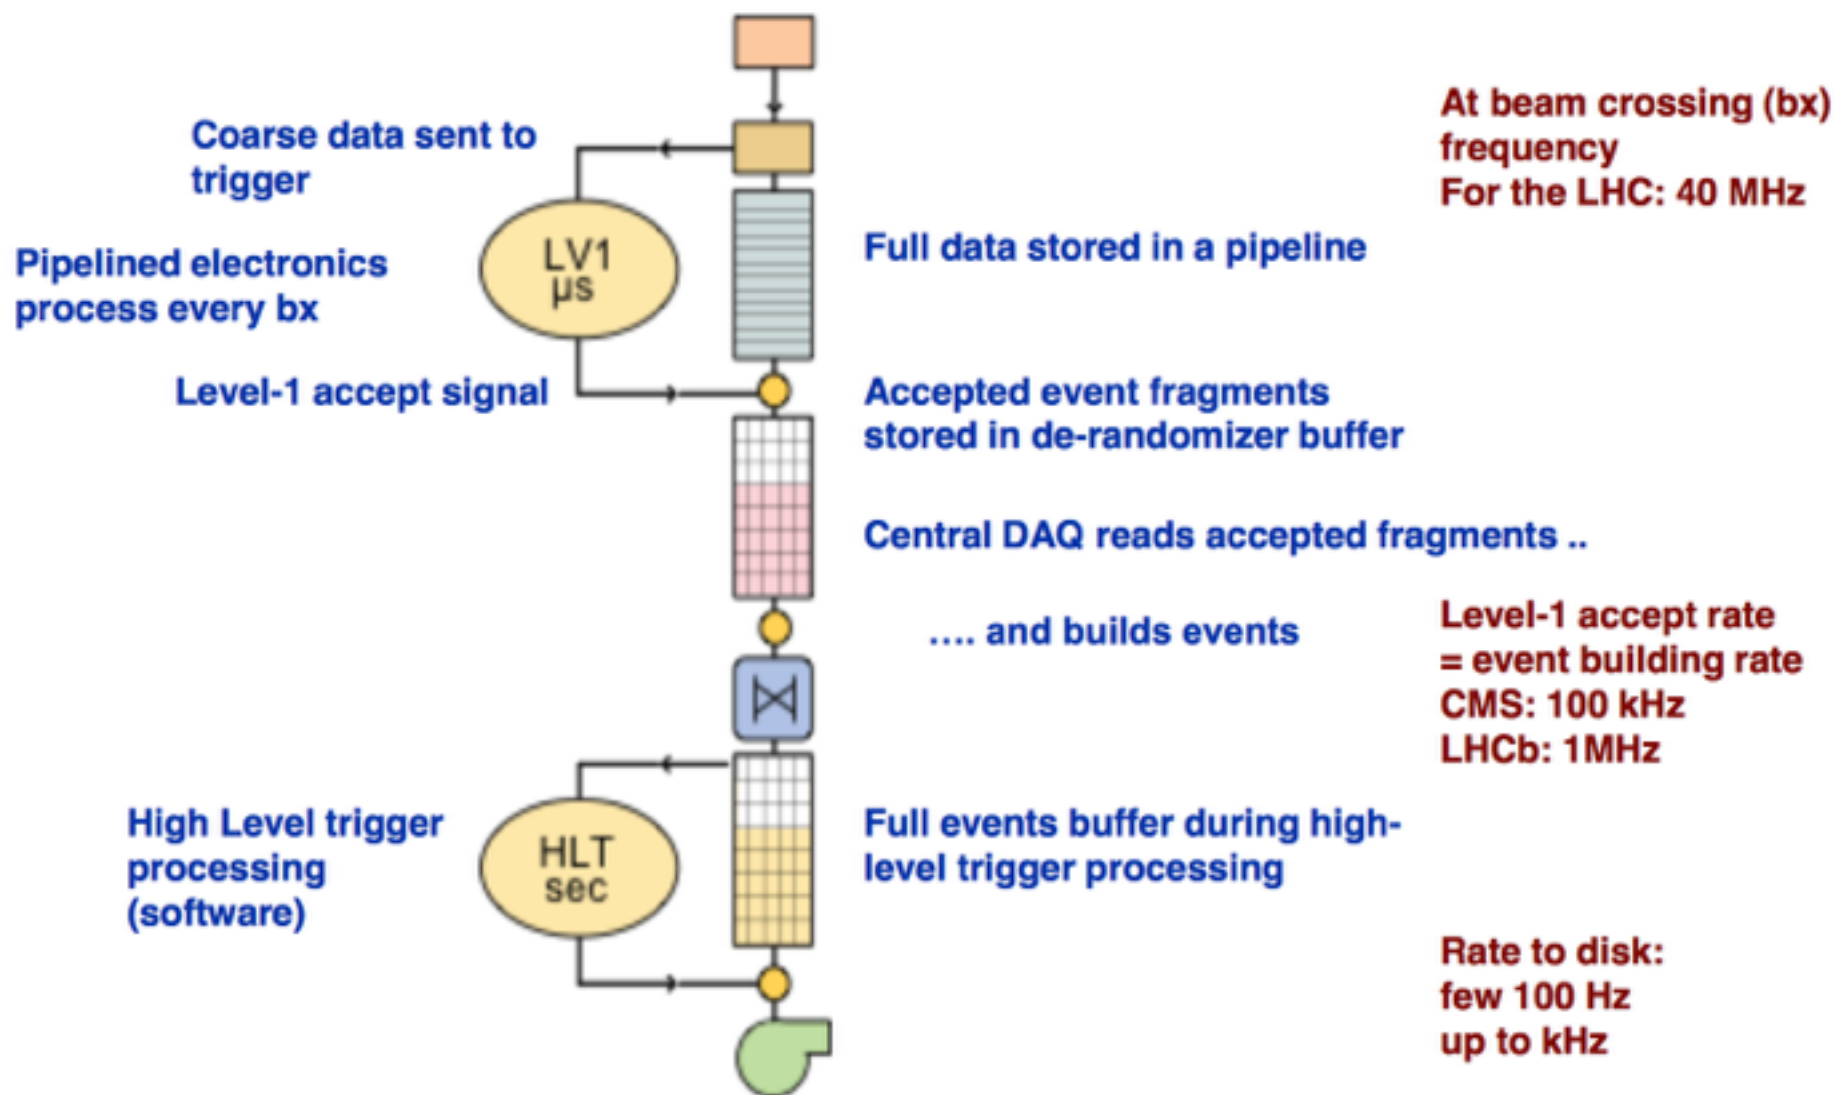 Coarse data sent to
trigger
At beam crossing (bx)
frequency
For the LHC: 40 MHz
Pipelined electronics
process every bx
LV1
µs
Full data stored in a pipeline
Level-1 accept signal
Accepted event fragments
stored in de-randomizer buffer
Central DAQ reads accepted fragments ..
…. and builds events
Level-1 accept rate
= event building rate
CMS: 100 kHz
LHCb: 1MHz
High Level trigger
processing
(software)
HLT
sec
Full events buffer during high-
level trigger processing
Rate to disk:
few 100 Hz
up to kHz